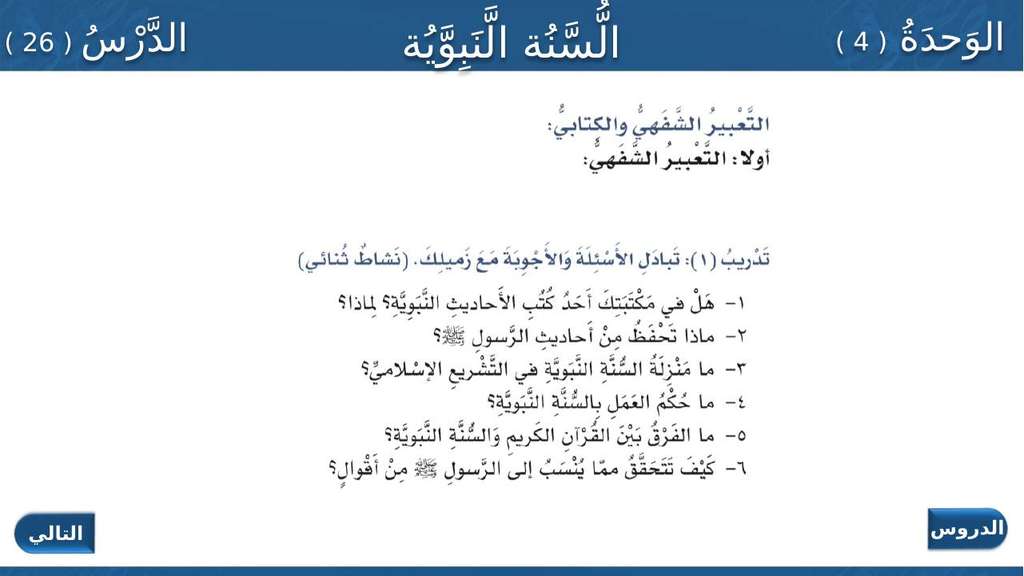 الوَحدَةُ ( 4 )
السُّنَّةُ النَّبَوِيَّة
الدَّرْسُ ( 26 )
التَّعْبيرُ الشَّفَهيُّ والكِتابيُّ:
أولا: التَّعْبيرُ الشَّفَهيُّ:
تَدْريبُ (١): تَبادَلِ الأَسْئِلَةَ وَالأَجْوِبَةَ مَعَ زَميلِكَ. (نَشاطٌ ثُنائي)
١- هَلْ في مَكْتَبَتِكَ أَحَدُ كُتُبِ الأَحاديثِ النَّبَوِيَّةِ؟ لِماذا؟
٢- ماذا تَحْفَظُ مِنْ أَحاديثِ الرَّسولِ ﷺ؟
٣- ما مَنْزِلَةُ السُّنَّةِ النَّبَوِيَّةِ في التَّشْريعِ الإسْلاميِّ؟
٤- ما حُكْمُ العَمَلِ بِالسُّنَّةِ النَّبَوِيَّةِ؟
٥- ما الفَرْقُ بَيْنَ القُرْآنِ الكَريمِ وَالسُّنَّةِ النَّبَوِيَّةِ؟
٦- كَيْفَ تَتَحَقَّقُ ممّا يُنْسَبُ إلى الرَّسولِ ﷺ مِنْ أَقْوالٍ؟
الدروس
التالي